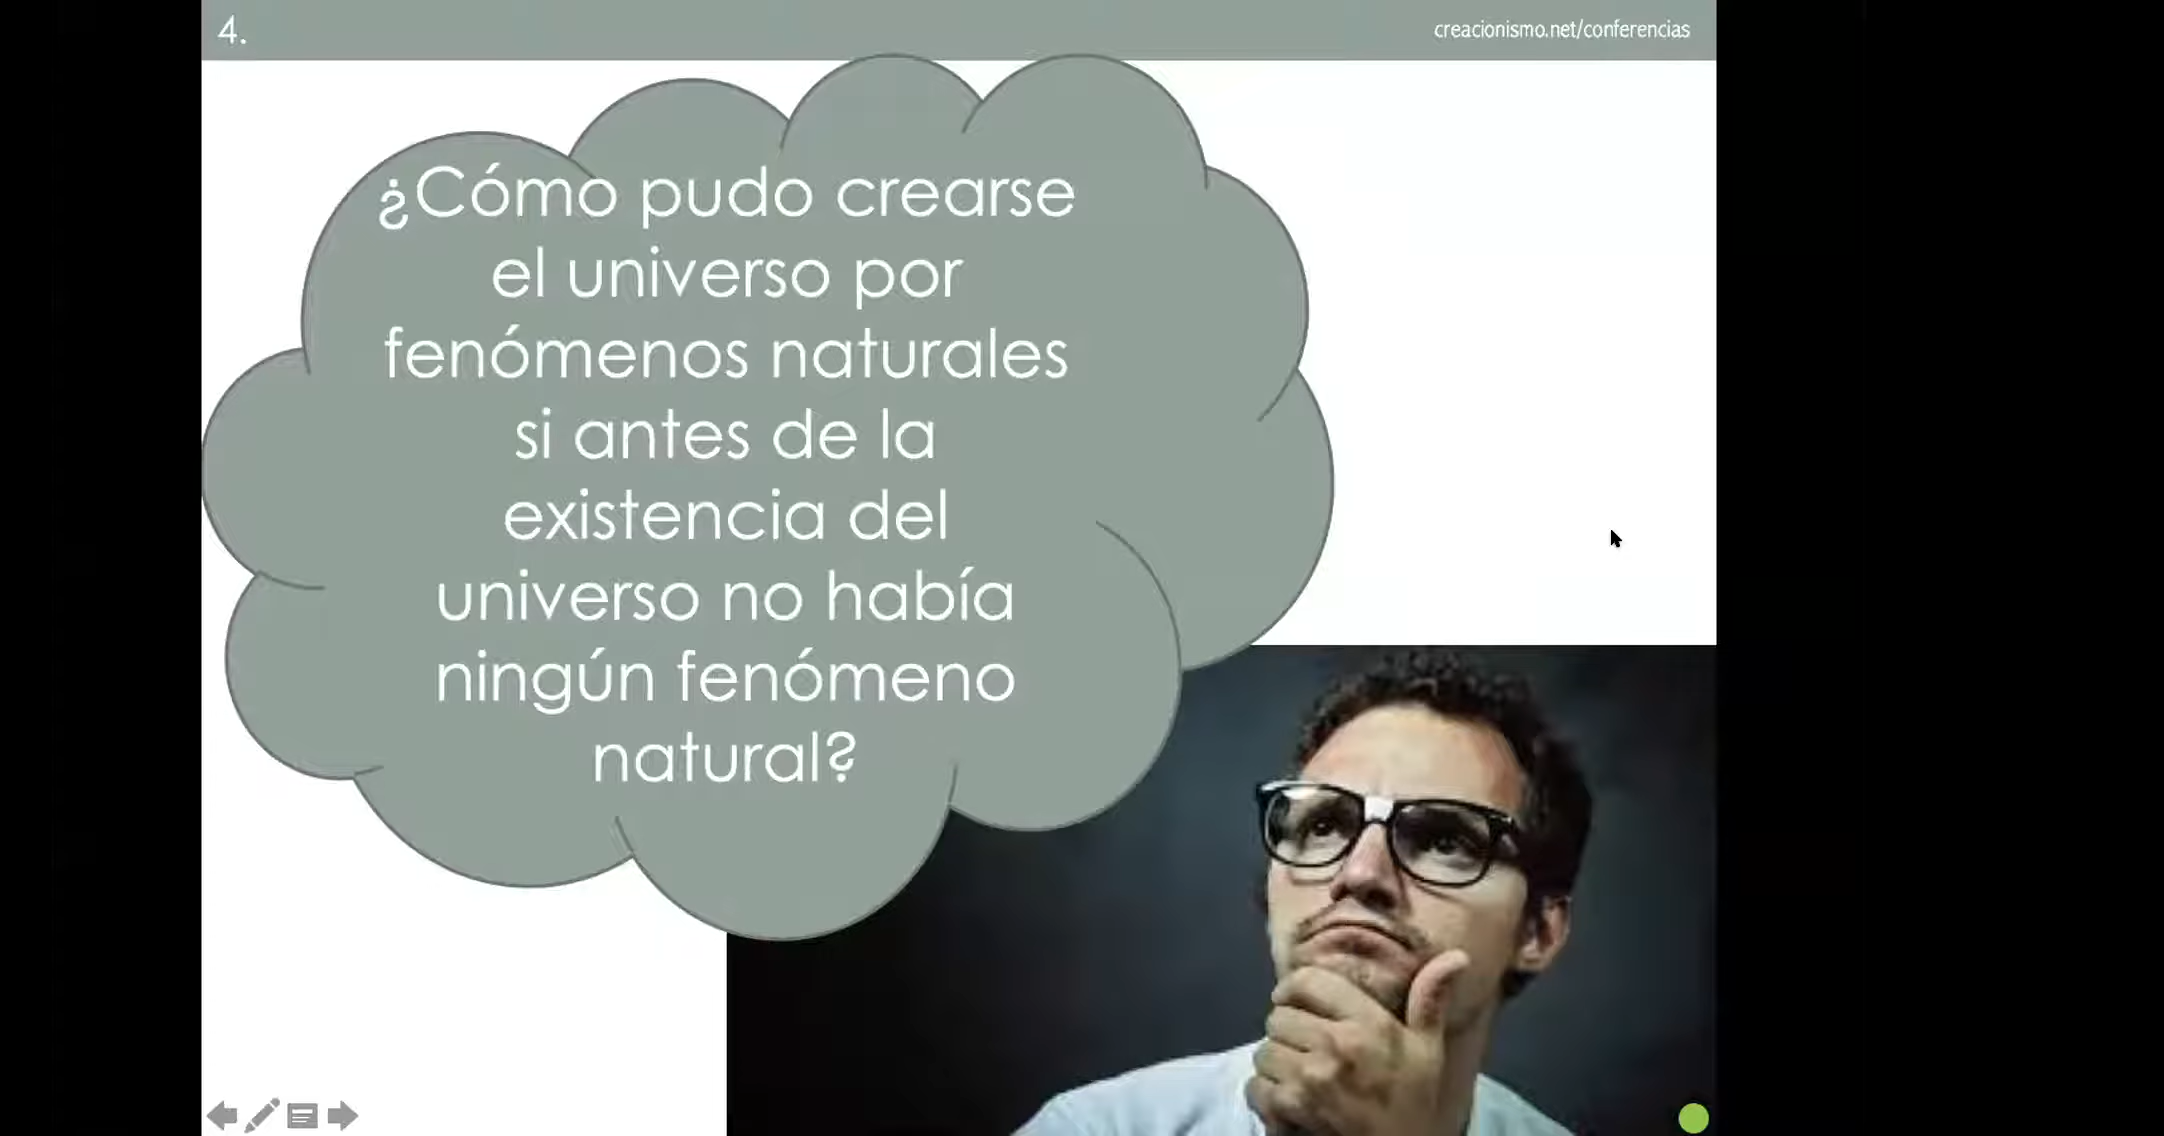 4.
creacionismo.net/conferencias
¿Cómo pudo crearse
el universo por
fenómenos naturales
si antes de la
existencia del
universo no había
ningún fenómeno
natural?